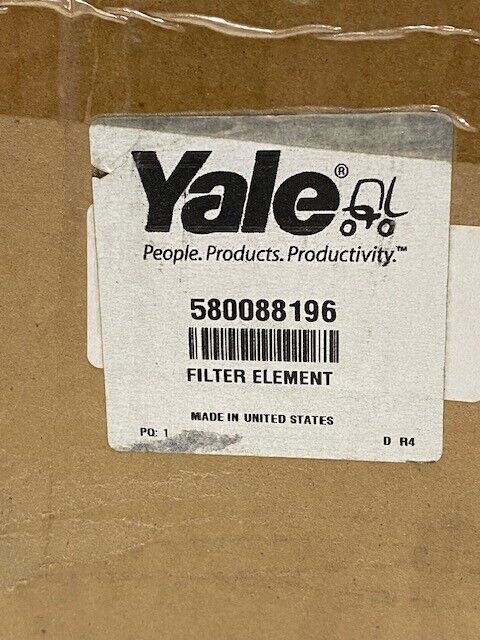 Yale®
People. Products. Productivity.™
580088196
FILTER ELEMENT
MADE IN UNITED STATES
PQ: 1
D R4